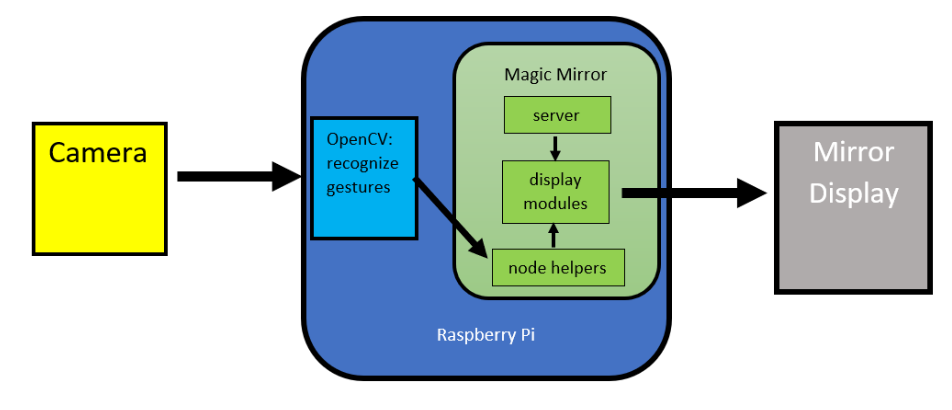 Camera
OpenCV:
recognize
gestures
Magic Mirror
server
display
modules
node helpers
Raspberry Pi
Mirror
Display